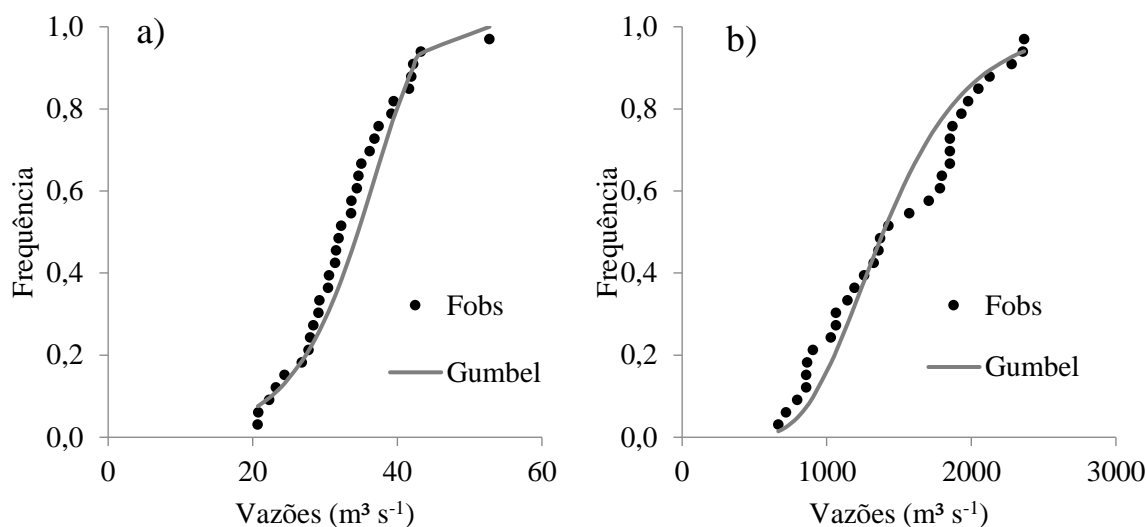 a)
1,0
0,8
0,6
0,4
0,2
0,0
Frequência
Fobs
Gumbel
0 20 40 60
Vazões (m³ s⁻¹)
b)
1,0
0,8
0,6
0,4
0,2
0,0
Frequência
Fobs
Gumbel
0 1000 2000 3000
Vazões (m³ s⁻¹)